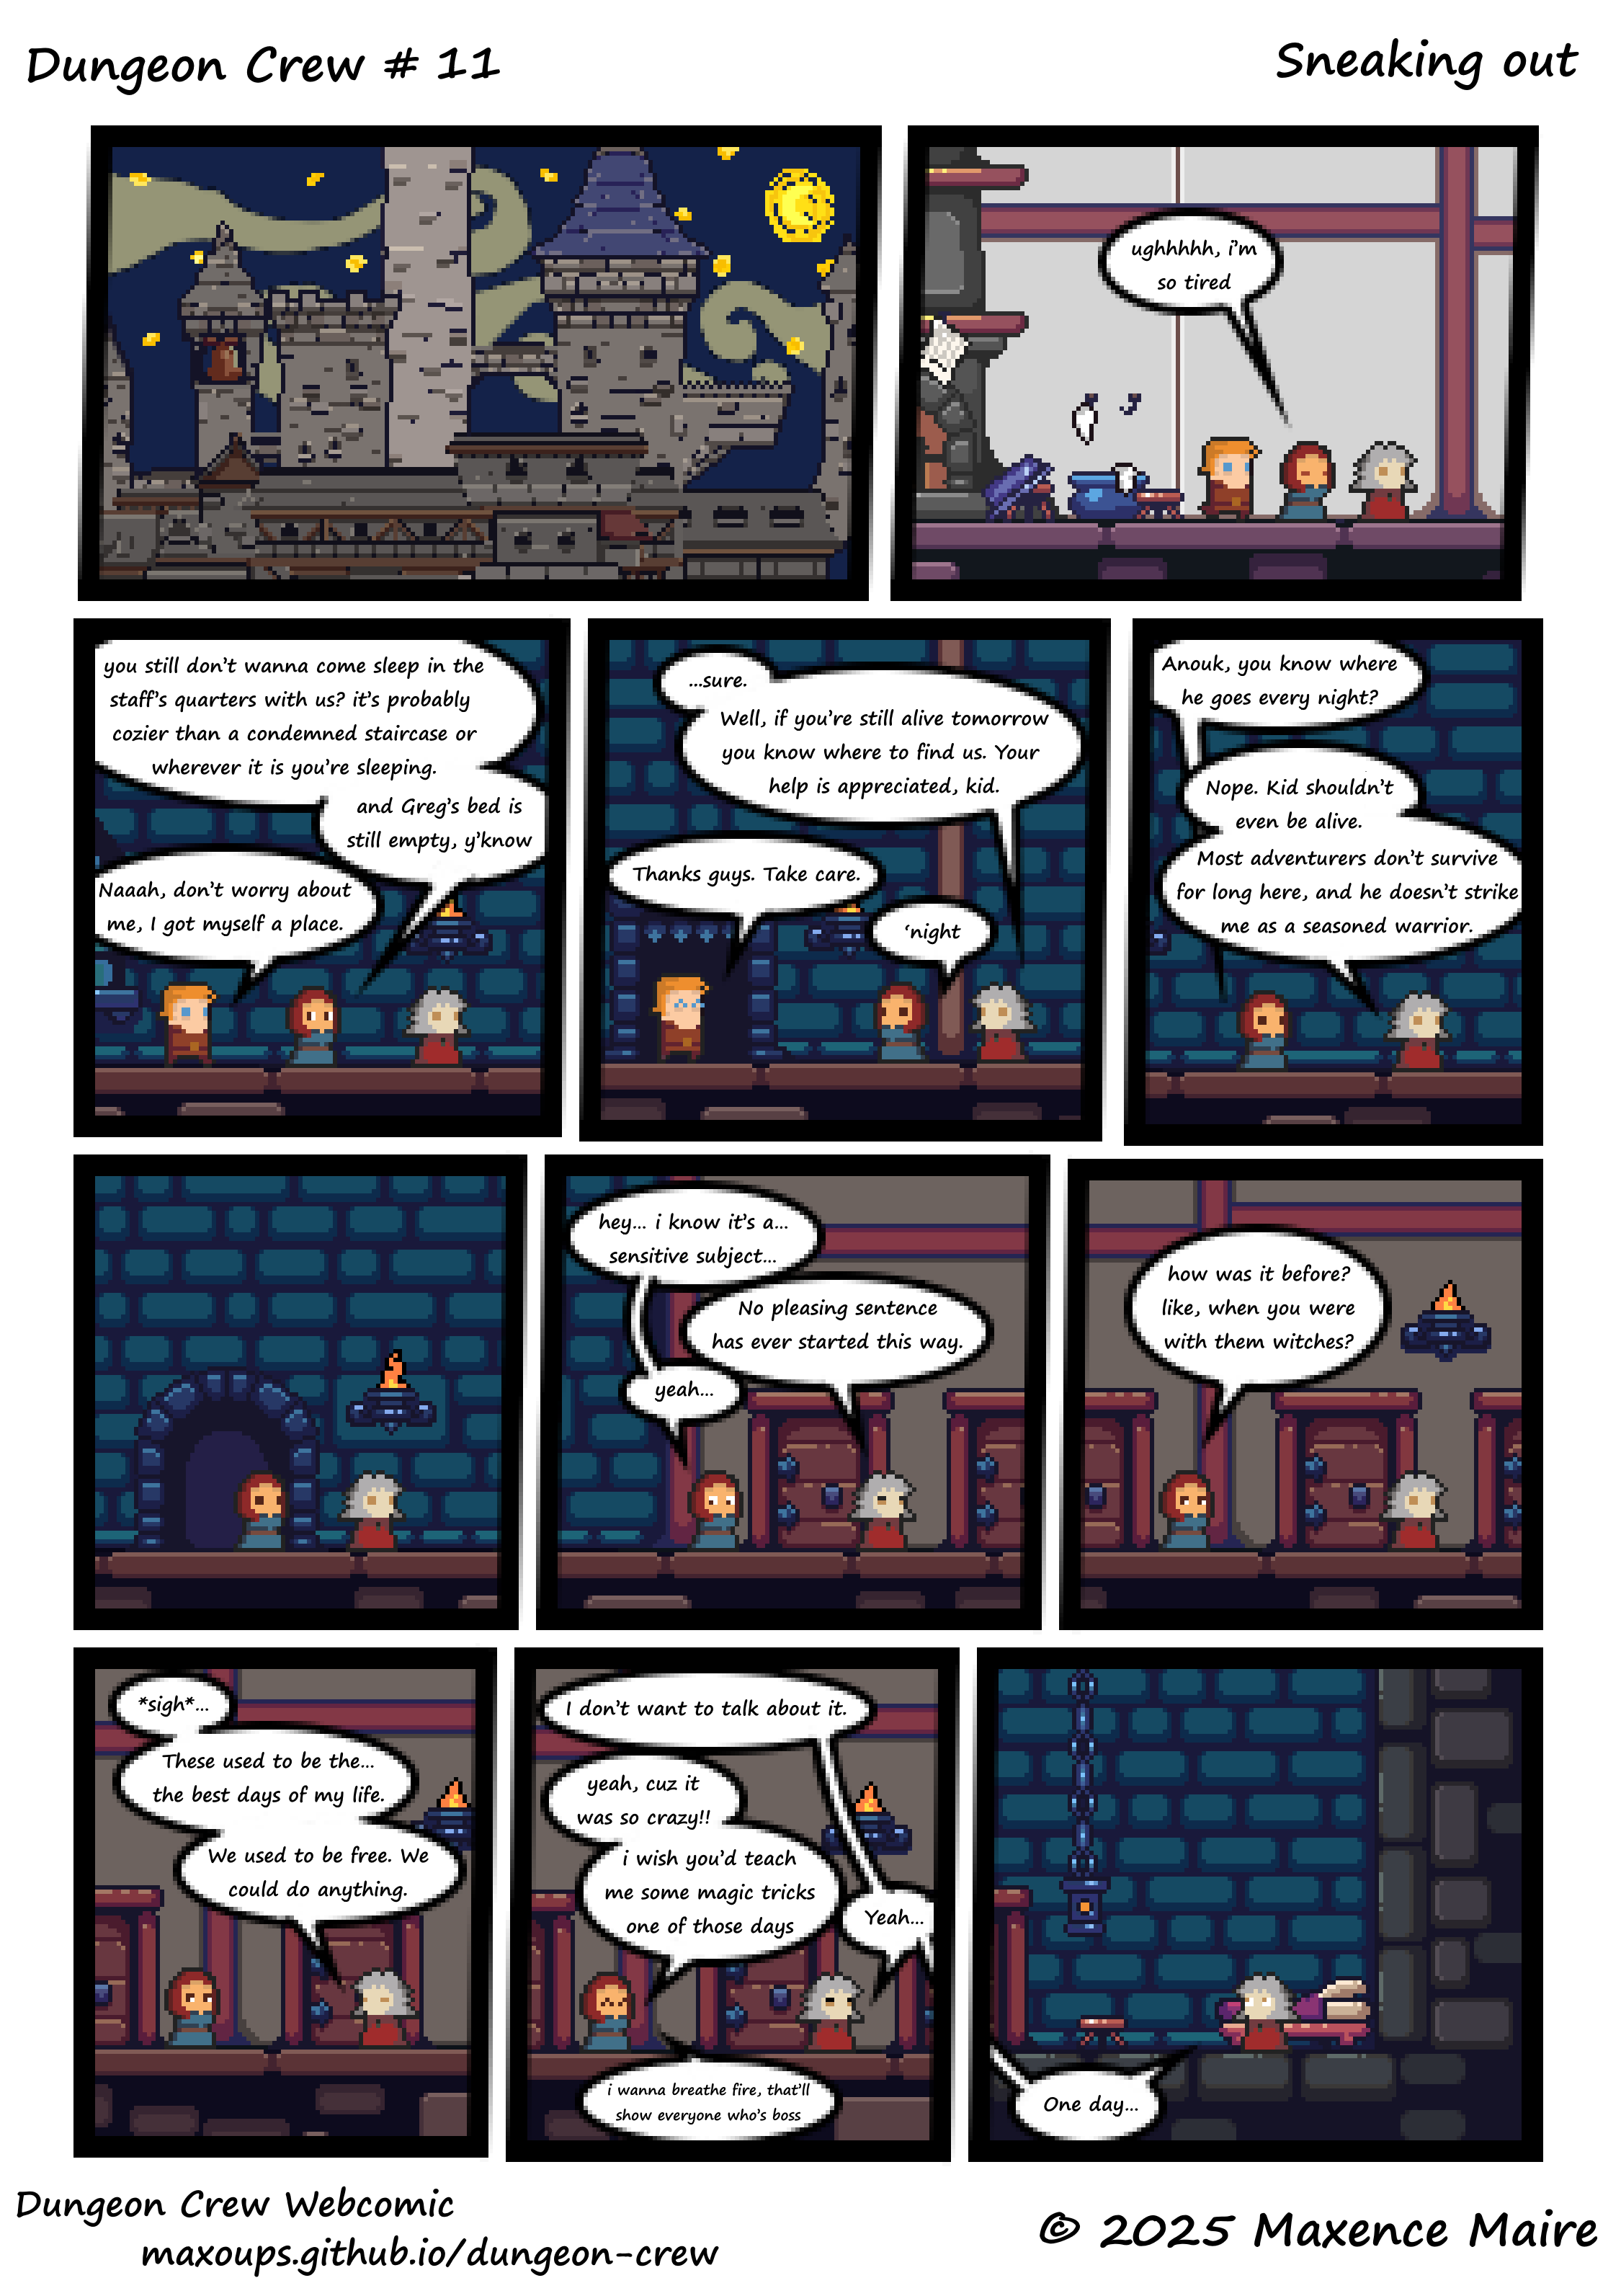 Dungeon Crew # 11
Sneaking out
ughhhhh, i'm
so tired
you still don't wanna come sleep in the
staff's quarters with us? it's probably
cozier than a condemned staircase or
wherever it is you're sleeping.
and Greg's bed is
still empty, y'know
Naaah, don't worry about
me, I got myself a place.
...sure.
Well, if you're still alive tomorrow
you know where to find us. Your
help is appreciated, kid.
Thanks guys. Take care.
'night
Anouk, you know where
he goes every night?
Nope. Kid shouldn't
even be alive.
Most adventurers don't survive
for long here, and he doesn't strike
me as a seasoned warrior.
hey... i know it's a...
sensitive subject...
No pleasing sentence
has ever started this way.
yeah...
how was it before?
like, when you were
with them witches?
*sigh*...
These used to be the...
the best days of my life.
We used to be free. We
could do anything.
I don't want to talk about it.
yeah, cuz it
was so crazy!!
i wish you'd teach
me some magic tricks
one of those days
Yeah...
i wanna breathe fire, that'll
show everyone who's boss
One day...
Dungeon Crew Webcomic
maxoups.github.io/dungeon-crew
© 2025 Maxence Maire